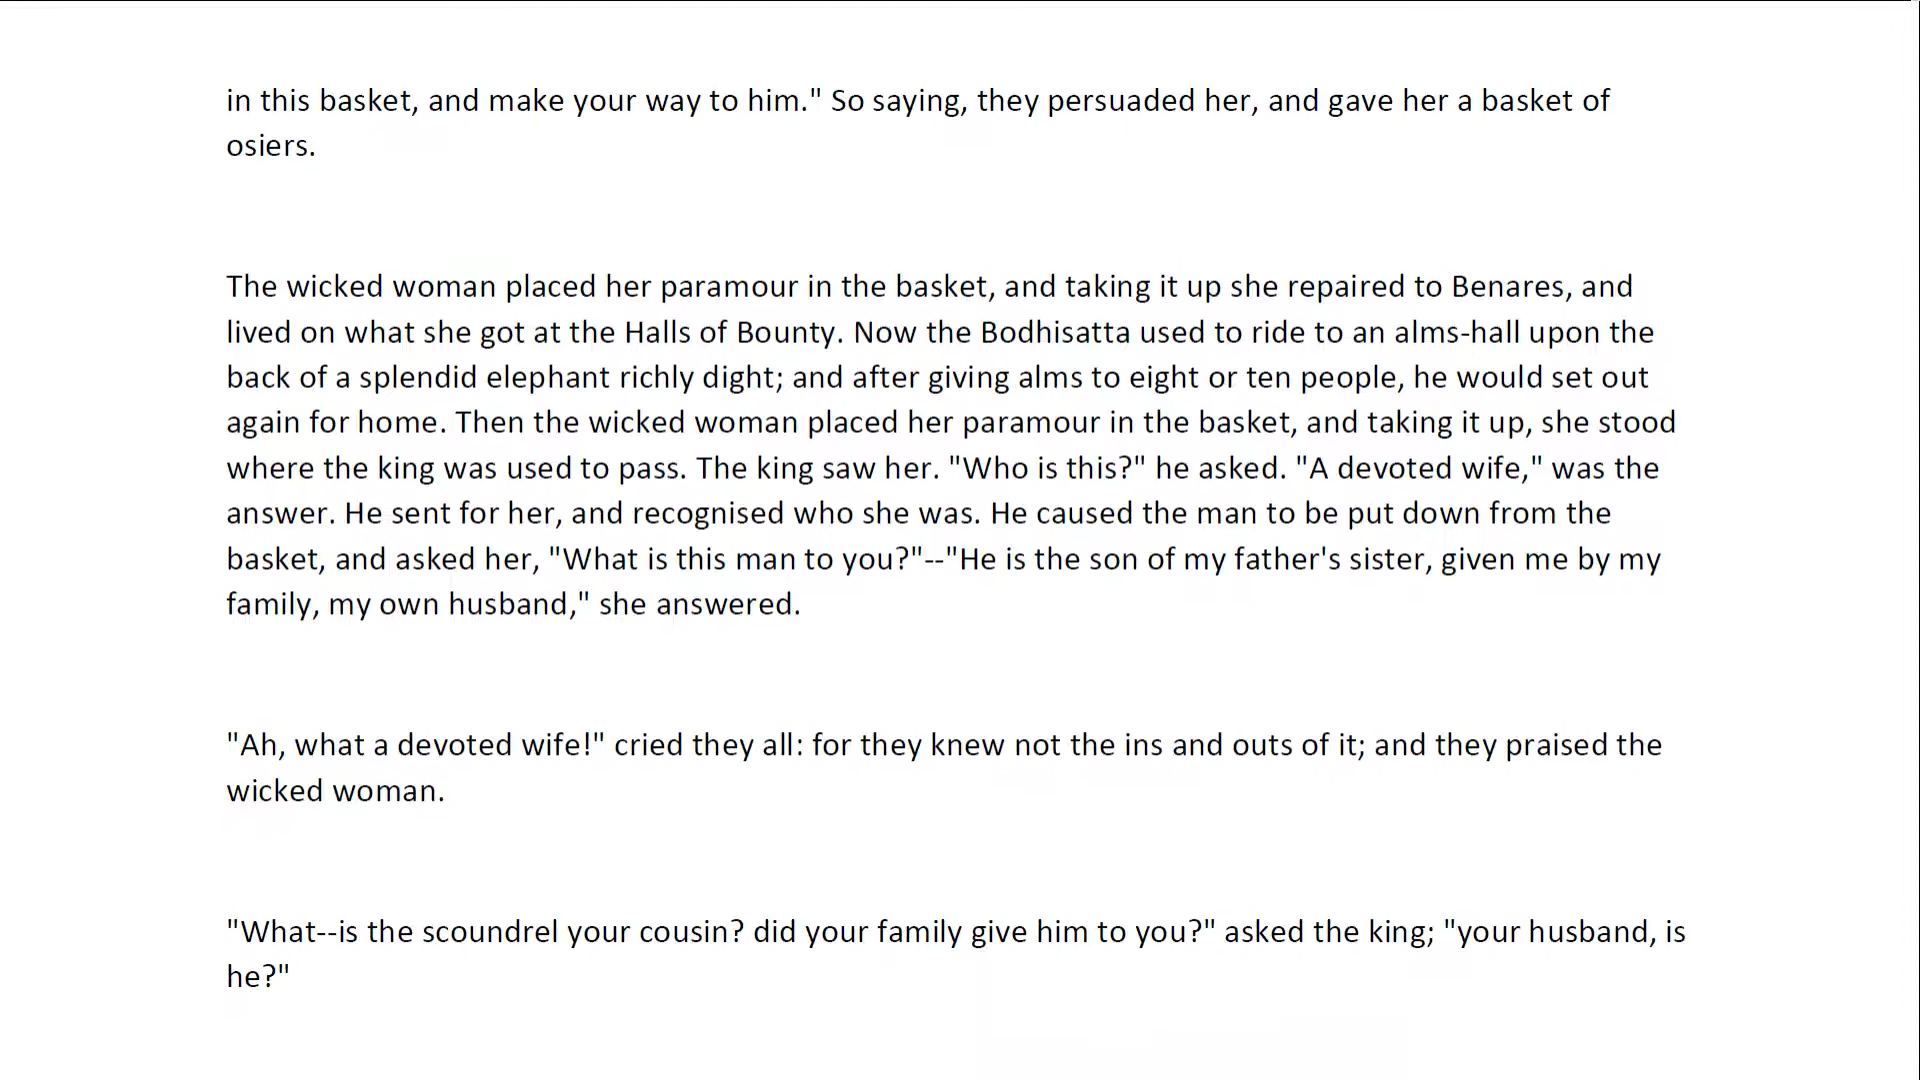 in this basket, and make your way to him." So saying, they persuaded her, and gave her a basket of
osiers.
The wicked woman placed her paramour in the basket, and taking it up she repaired to Benares, and
lived on what she got at the Halls of Bounty. Now the Bodhisatta used to ride to an alms-hall upon the
back of a splendid elephant richly dight; and after giving alms to eight or ten people, he would set out
again for home. Then the wicked woman placed her paramour in the basket, and taking it up, she stood
where the king was used to pass. The king saw her. "Who is this?" he asked. "A devoted wife," was the
answer. He sent for her, and recognised who she was. He caused the man to be put down from the
basket, and asked her, "What is this man to you?"--"He is the son of my father's sister, given me by my
family, my own husband," she answered.
"Ah, what a devoted wife!" cried they all: for they knew not the ins and outs of it; and they praised the
wicked woman.
"What--is the scoundrel your cousin? did your family give him to you?" asked the king; "your husband, is
he?"